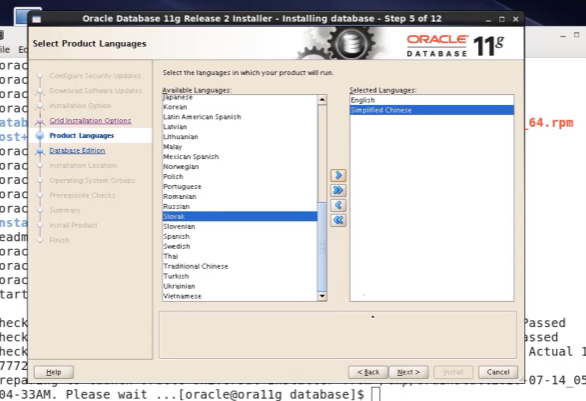 Oracle Database 11g Release 2 Installer - Installing database - Step 5 of 12
Select Product Languages
ORACLE
DATABASE 11g
Configure Security Updates
Download Software Updates
Installation Option
Grid Installation Options
Product Languages
Database Edition
Installation Location
Operating System Groups
Prerequisite Checks
Summary
Install Product
Finish
Select the languages in which your product will run.
Available Languages:
Japanese
Korean
Latin American Spanish
Latvian
Lithuanian
Malay
Mexican Spanish
Norwegian
Polish
Portuguese
Romanian
Russian
Slovak
Slovenian
Spanish
Swedish
Thai
Traditional Chinese
Turkish
Ukrainian
Vietnamese
Selected Languages:
English
Simplified Chinese
Help
< Back
Next >
Install
Cancel
ile Ed
orac
orac
orac
orac
atab
ost+
orac
orac
orac
orac
nsta
eadm
orac
orac
orac
tart
heck
heck
heck
7772
_64.rpm
Passed
assed
Actual 1
-07-14_05
04-33AM. Please wait ...[oracle@ora11g database]$